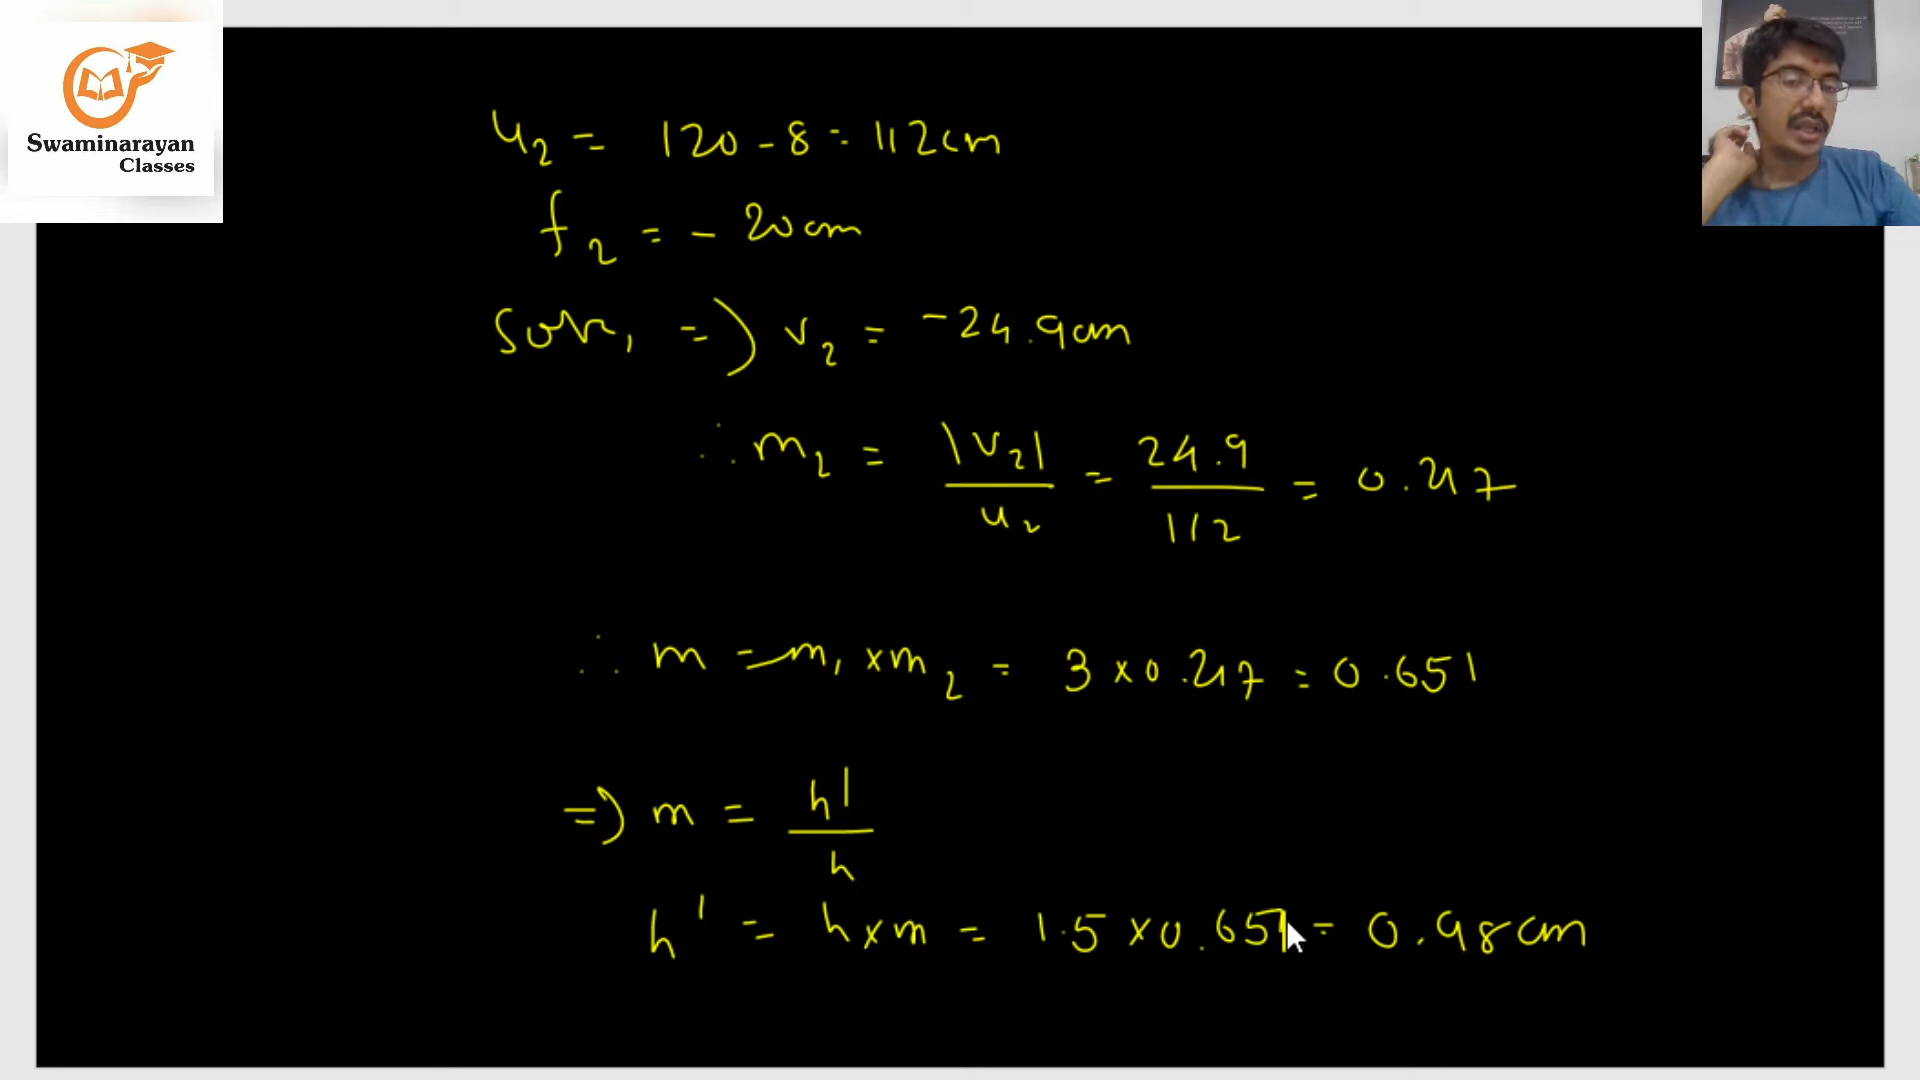 Swaminarayan
Classes
u₂ = 120 - 8 = 112cm
f₂ = - 20cm
⇒ v₂ = -24.9cm
∴ m₂ = |v₂| / u₂ = 24.9 / 112 = 0.217
∴ m = m₁ × m₂ = 3 × 0.217 = 0.651
⇒ m = h' / h
h' = h × m = 1.5 × 0.651 = 0.98cm